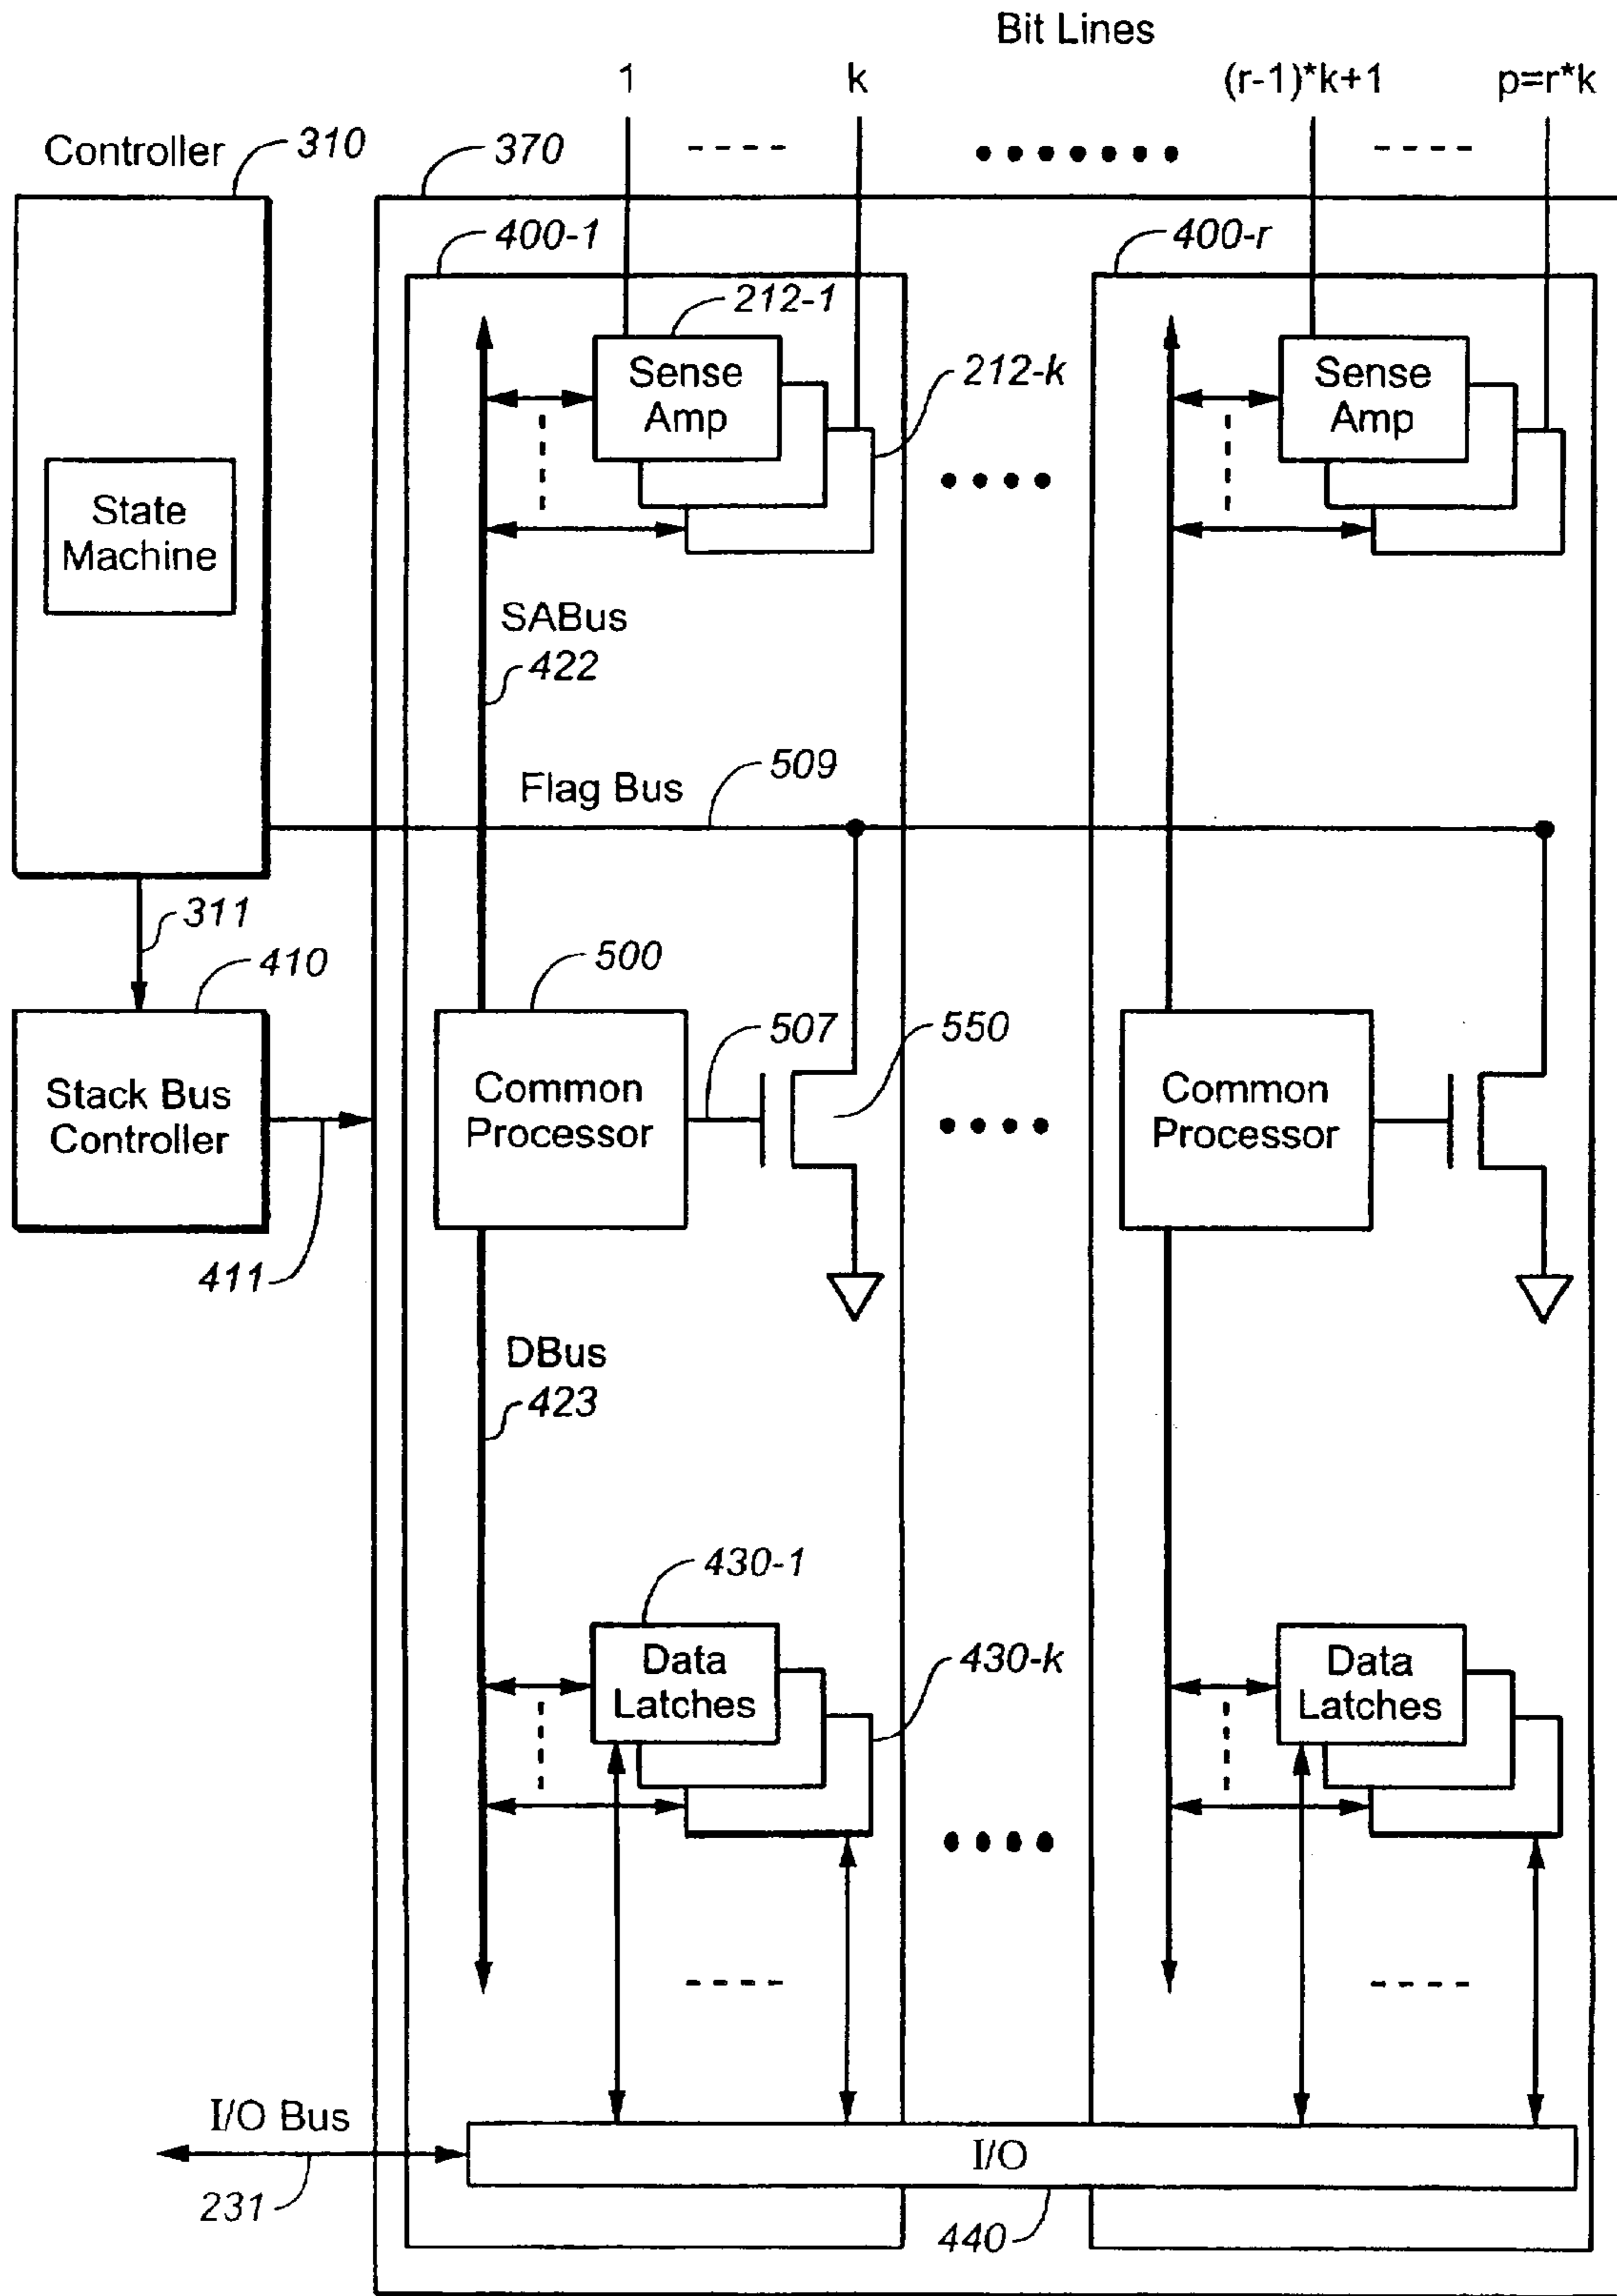 Bit Lines
1
k
(r-1)*k+1
p=r*k
Controller
310
370
400-1
400-r
212-1
Sense
Amp
212-k
Sense
Amp
State
Machine
SABus
422
509
Flag Bus
311
410
500
507
550
Stack Bus
Controller
Common
Processor
Common
Processor
411
DBus
423
430-1
Data
Latches
430-k
Data
Latches
I/O Bus
I/O
231
440